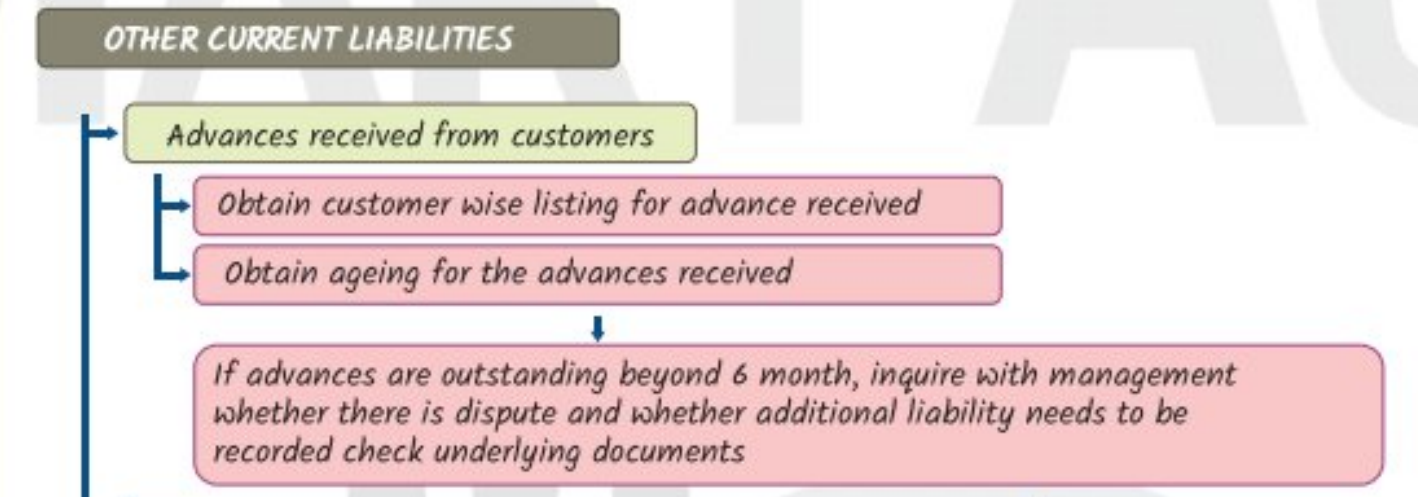 OTHER CURRENT LIABILITIES
Advances received from customers
Obtain customer wise listing for advance received
Obtain ageing for the advances received
If advances are outstanding beyond 6 month, inquire with management
whether there is dispute and whether additional liability needs to be
recorded check underlying documents